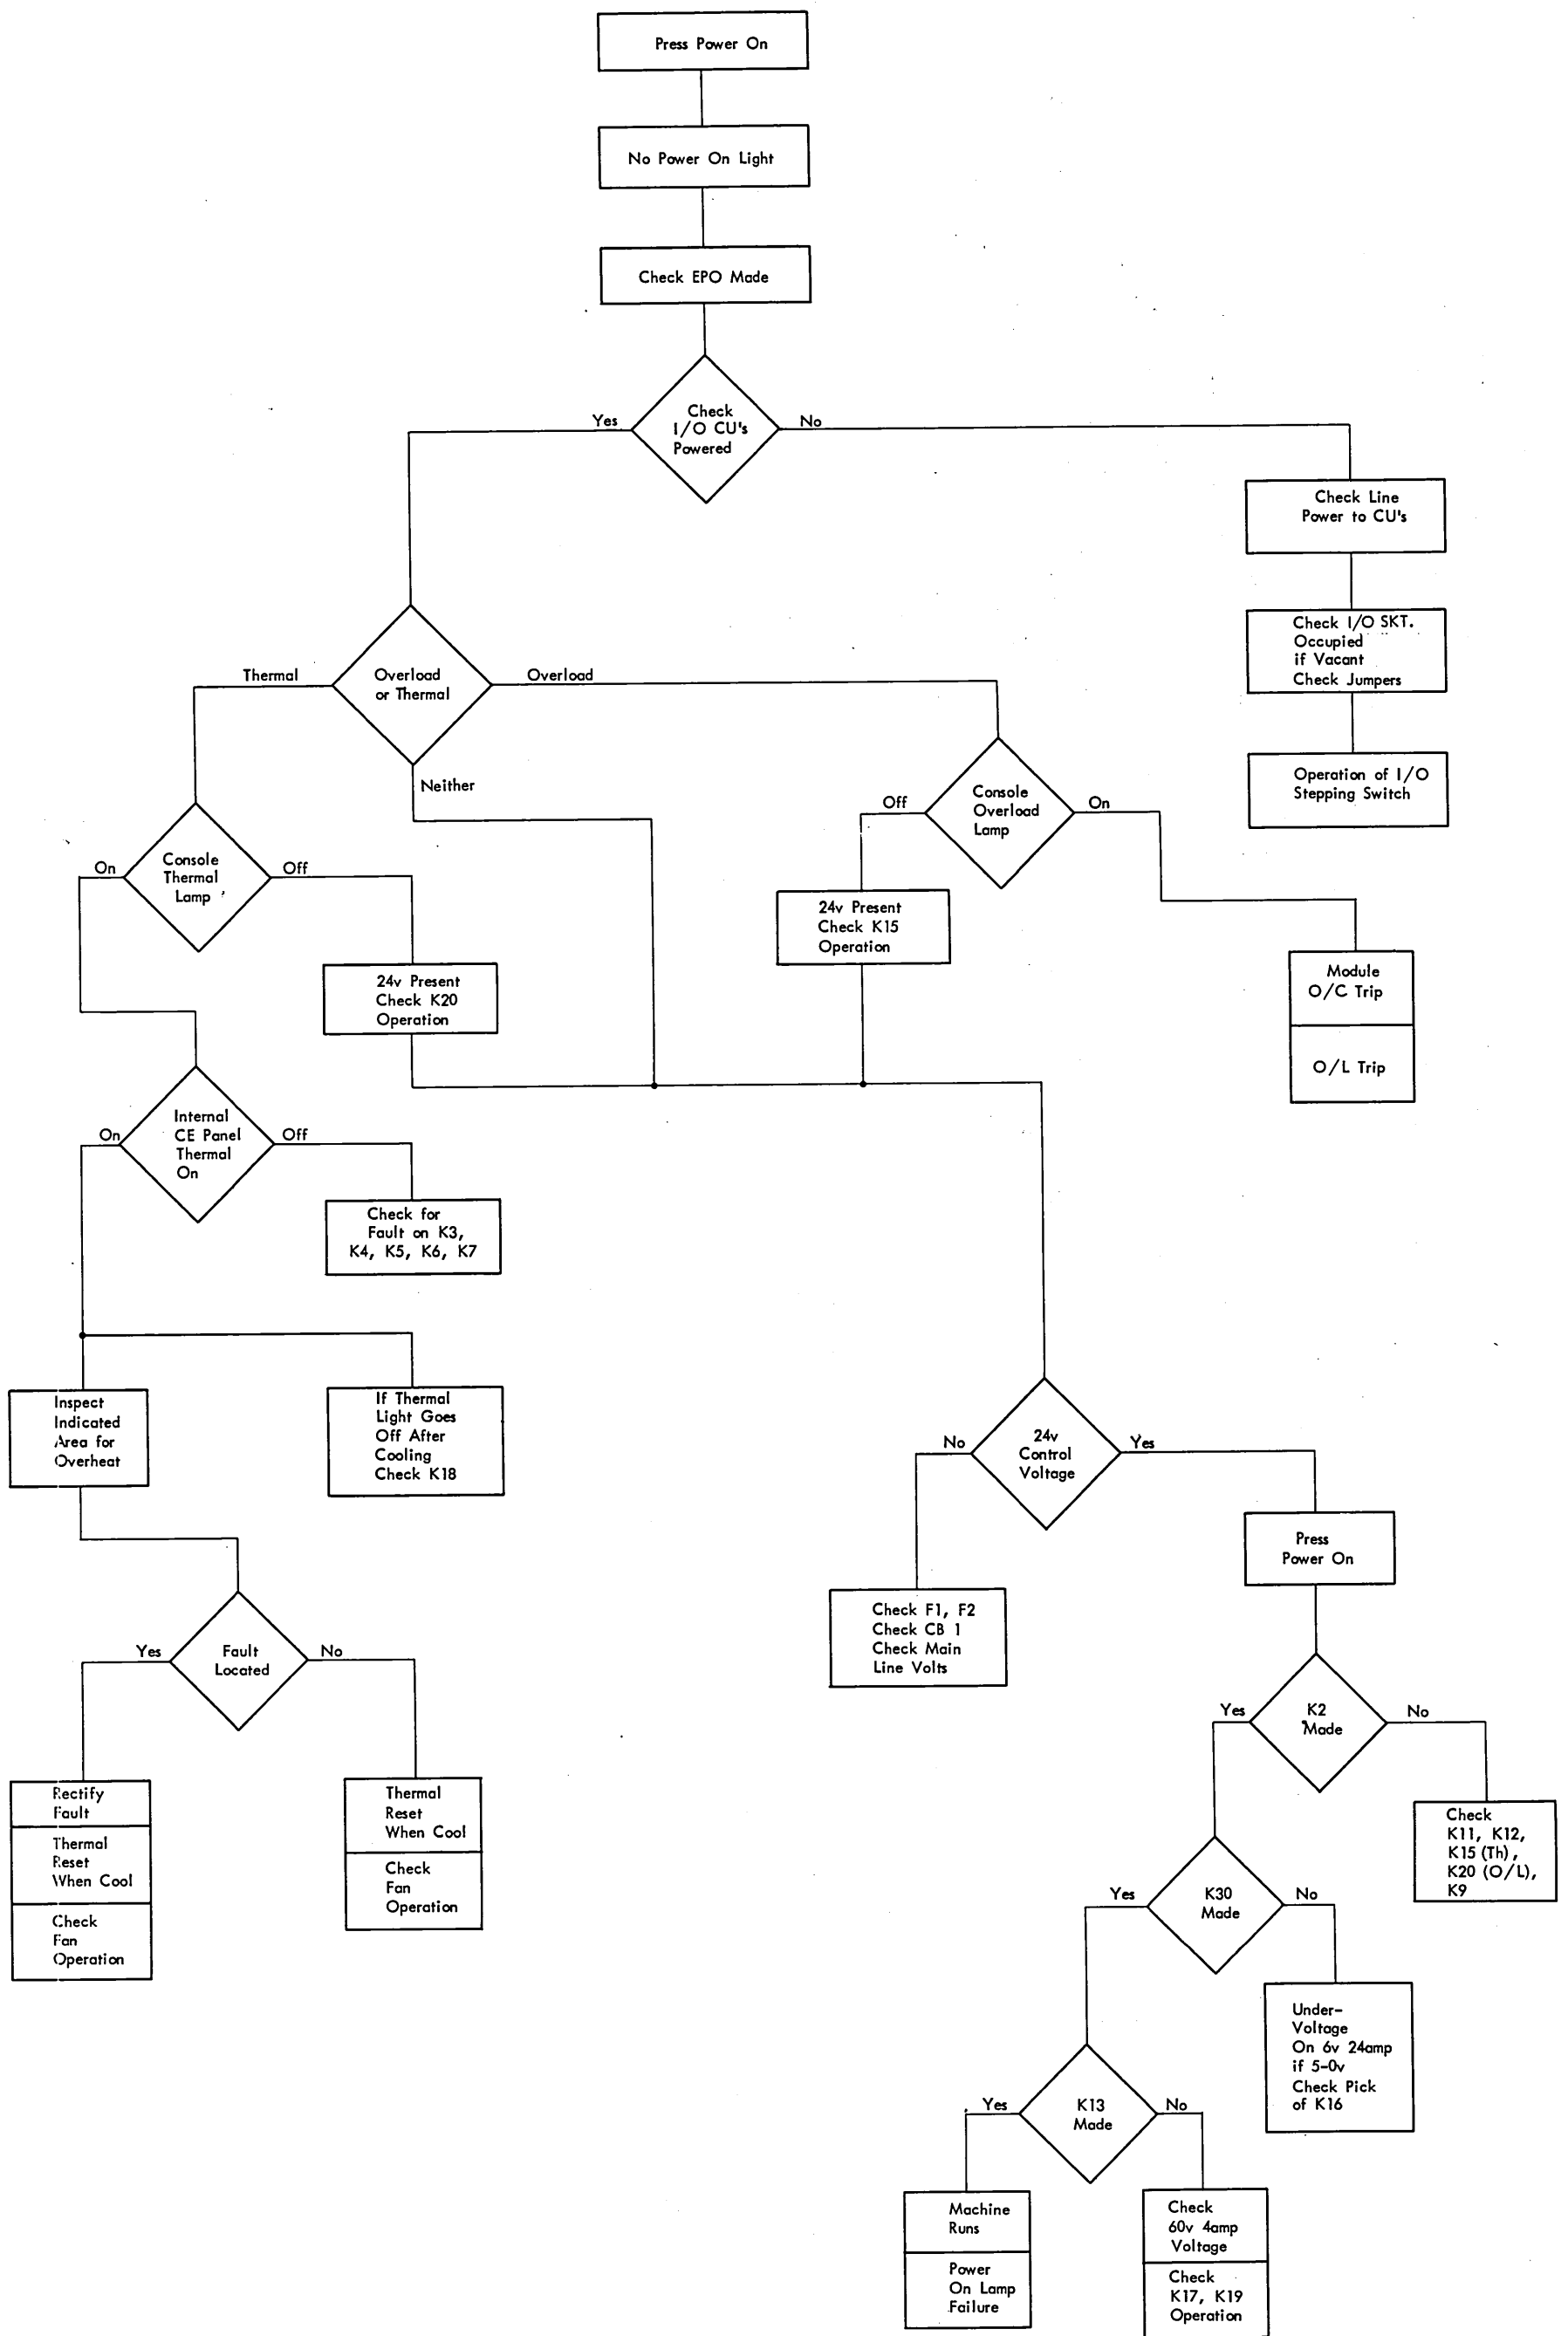 Press Power On
No Power On Light
Check EPO Made
Check
I/O CU's
Powered
Yes
No
Check Line
Power to CU's
Check I/O SKT.
Occupied
if Vacant
Check Jumpers
Operation of I/O
Stepping Switch
Overload
or Thermal
Thermal
Overload
Neither
Console
Overload
Lamp
Off
On
Console
Thermal
Lamp
On
Off
24v Present
Check K15
Operation
24v Present
Check K20
Operation
Module
O/C Trip
O/L Trip
Internal
CE Panel
Thermal
On
On
Off
Check for
Fault on K3,
K4, K5, K6, K7
Inspect
Indicated
Area for
Overheat
If Thermal
Light Goes
Off After
Cooling
Check K18
24v
Control
Voltage
No
Yes
Press
Power On
Check F1, F2
Check CB 1
Check Main
Line Volts
Fault
Located
Yes
No
Rectify
Fault
Thermal
Reset
When Cool
Check
Fan
Operation
Thermal
Reset
When Cool
Check
Fan
Operation
K2
Made
Yes
No
Check
K11, K12,
K15 (Th),
K20 (O/L),
K9
K30
Made
Yes
No
Under-
Voltage
On 6v 24amp
if 5-0v
Check Pick
of K16
K13
Made
Yes
No
Machine
Runs
Power
On Lamp
Failure
Check
60v 4amp
Voltage
Check
K17, K19
Operation